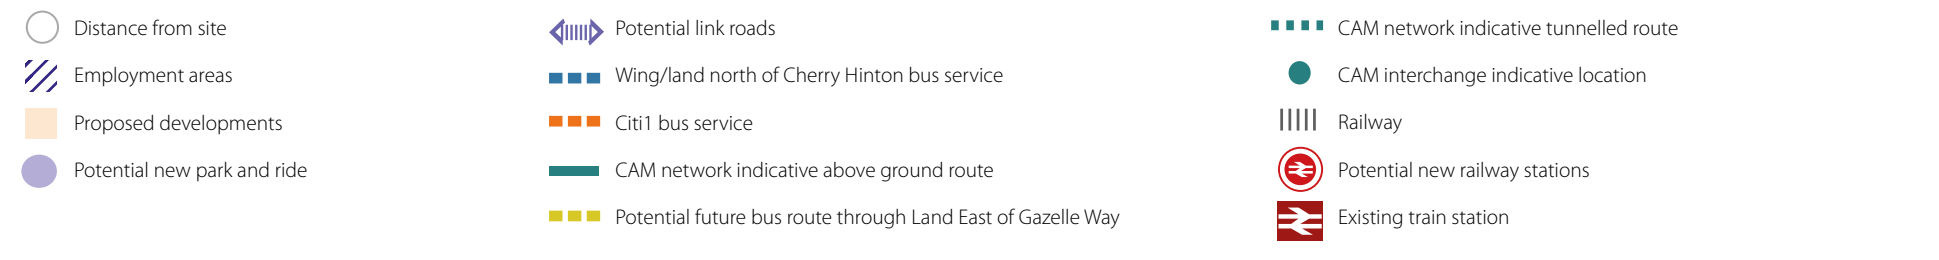 Distance from site
Employment areas
Proposed developments
Potential new park and ride
Potential link roads
Wing/land north of Cherry Hinton bus service
Citi1 bus service
CAM network indicative above ground route
Potential future bus route through Land East of Gazelle Way
CAM network indicative tunnelled route
CAM interchange indicative location
Railway
Potential new railway stations
Existing train station